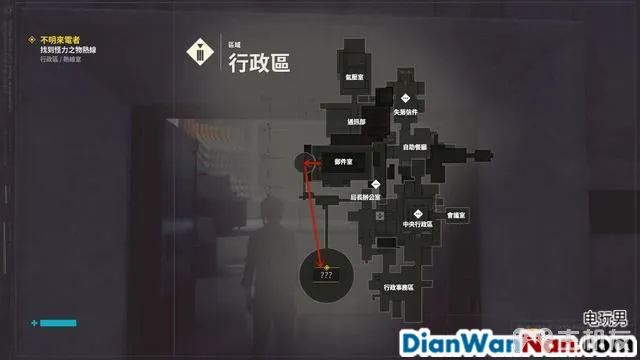 不明來電者
找到怪力之物熱線
行政區 / 熱線室
區域
行政區
氣壓室
失落信件
通訊部
自助餐廳
郵件室
局長辦公室
中央行政區
會議室
???
行政事務區
电玩男
DianWanNan.com